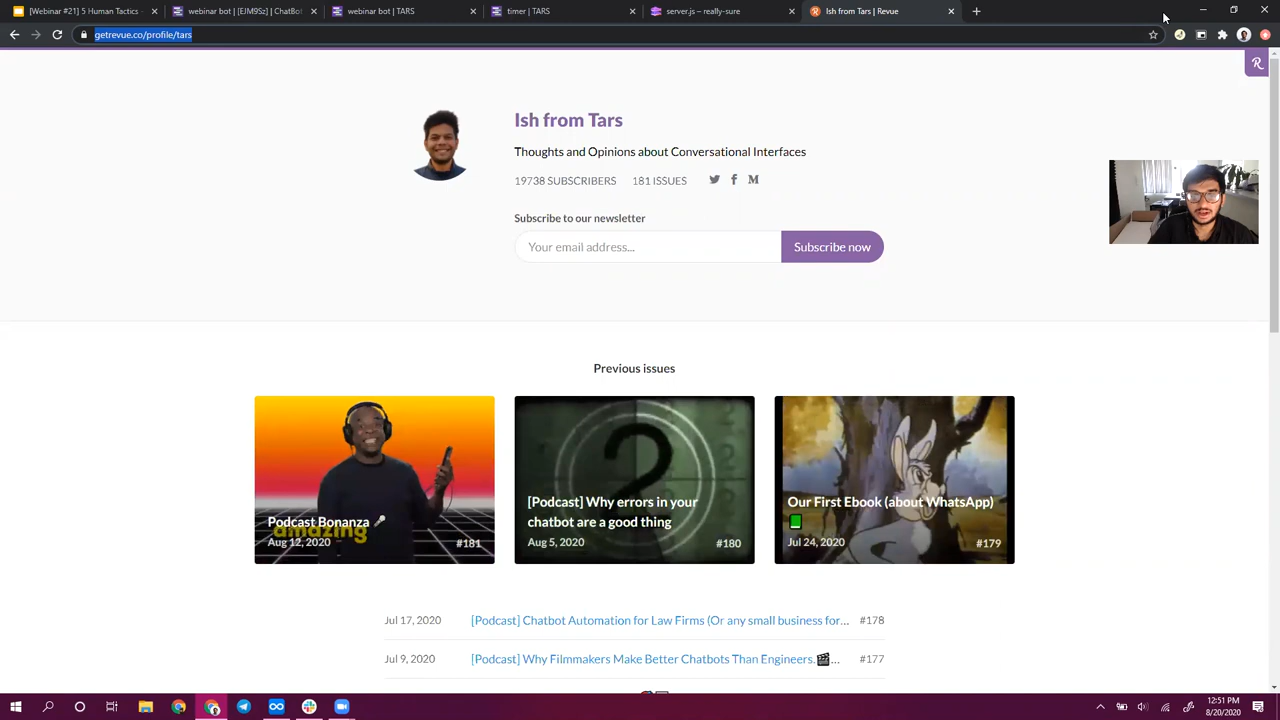 [Webinar #21] 5 Human Tactics
webinar bot [EJM9Sz] | ChatBot
webinar bot | TARS
timer | TARS
server.js – really-sure
Ish from Tars | Revue
getrevue.co/profile/tars
Ish from Tars
Thoughts and Opinions about Conversational Interfaces
19738 SUBSCRIBERS 181 ISSUES
Subscribe to our newsletter
Your email address... Subscribe now
Previous issues
Podcast Bonanza 🎤
amazing
Aug 12, 2020 #181
[Podcast] Why errors in your
chatbot are a good thing
Aug 5, 2020 #180
Our First Ebook (about WhatsApp)
📗
Jul 24, 2020 #179
Jul 17, 2020 [Podcast] Chatbot Automation for Law Firms (Or any small business for... #178
Jul 9, 2020 [Podcast] Why Filmmakers Make Better Chatbots Than Engineers.🎬... #177
12:51 PM
8/20/2020